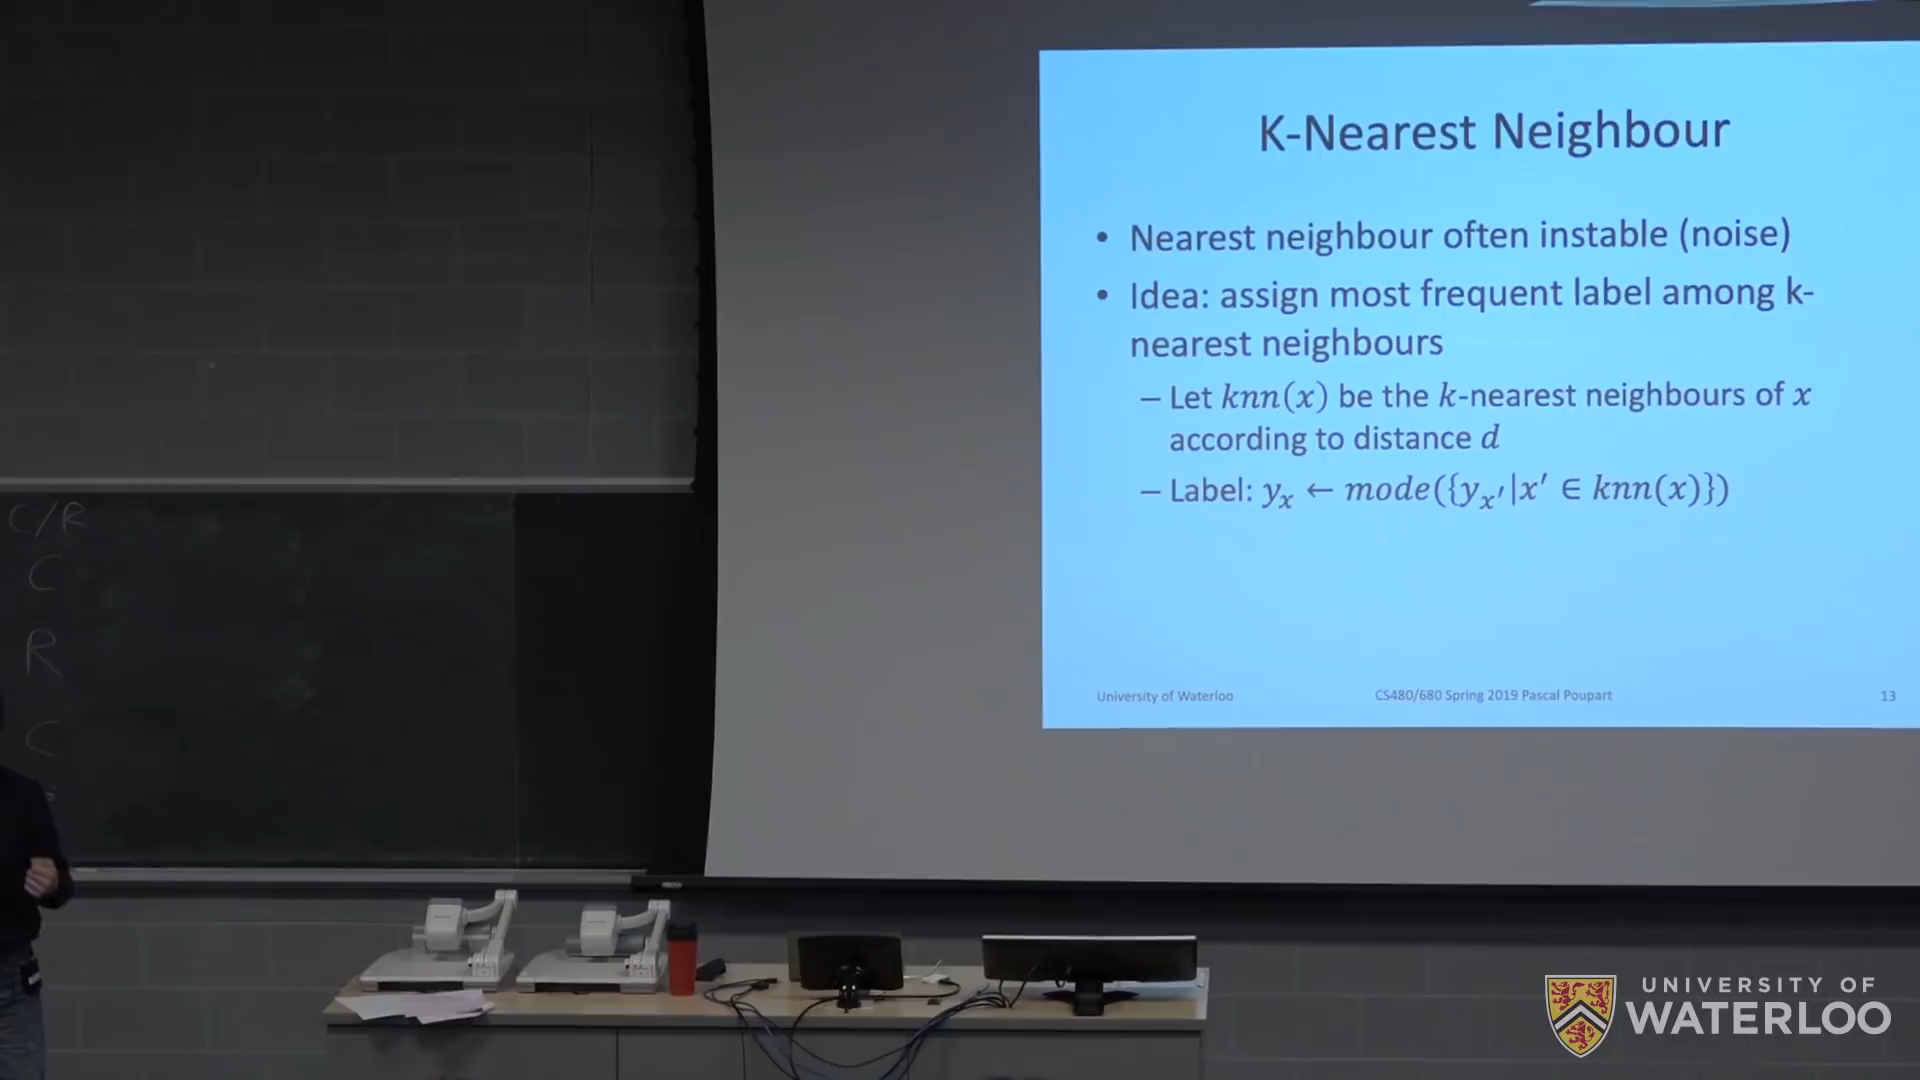 C/R
C
R
C
K-Nearest Neighbour
• Nearest neighbour often instable (noise)
• Idea: assign most frequent label among k-
nearest neighbours
– Let knn(x) be the k-nearest neighbours of x
according to distance d
– Label: yₓ ← mode({yₓ′|x′ ∈ knn(x)})
University of Waterloo
CS480/680 Spring 2019 Pascal Poupart
13
UNIVERSITY OF
WATERLOO